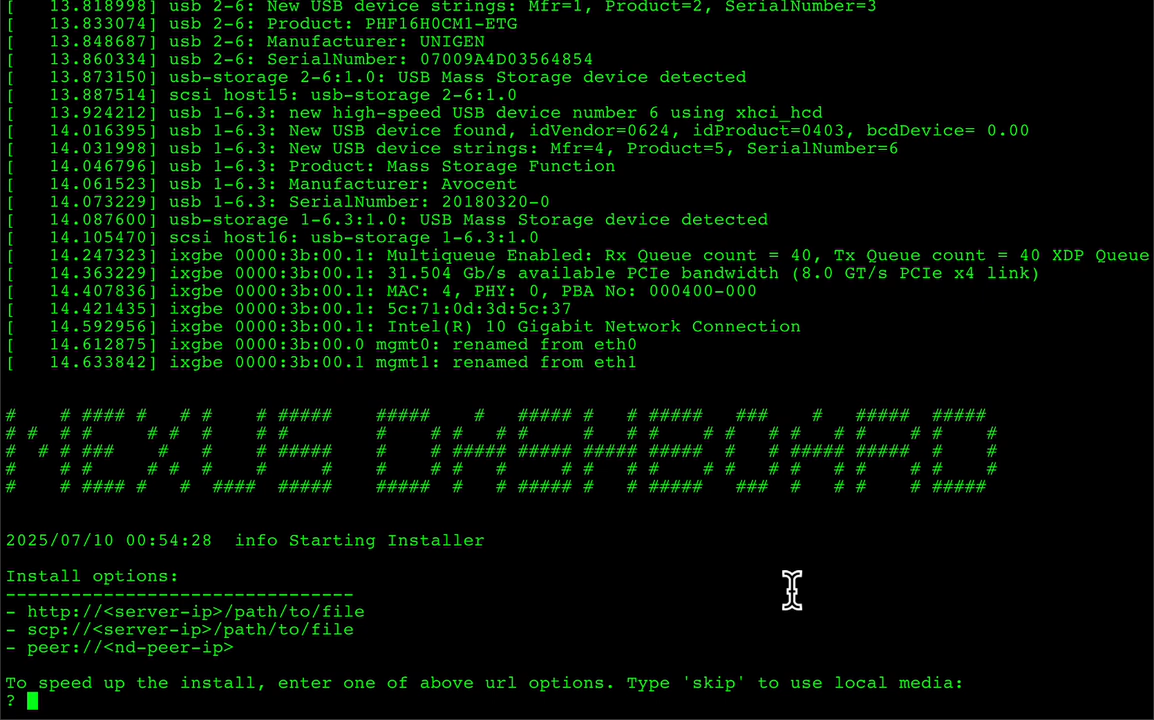 [   13.818998] usb 2-6: New USB device strings: Mfr=1, Product=2, SerialNumber=3
[   13.833074] usb 2-6: Product: PHF16H0CM1-ETG
[   13.848687] usb 2-6: Manufacturer: UNIGEN
[   13.860334] usb 2-6: SerialNumber: 07009A4D03564854
[   13.873150] usb-storage 2-6:1.0: USB Mass Storage device detected
[   13.887514] scsi host15: usb-storage 2-6:1.0
[   13.924212] usb 1-6.3: new high-speed USB device number 6 using xhci_hcd
[   14.016395] usb 1-6.3: New USB device found, idVendor=0624, idProduct=0403, bcdDevice= 0.00
[   14.031998] usb 1-6.3: New USB device strings: Mfr=4, Product=5, SerialNumber=6
[   14.046796] usb 1-6.3: Product: Mass Storage Function
[   14.061523] usb 1-6.3: Manufacturer: Avocent
[   14.073229] usb 1-6.3: SerialNumber: 20180320-0
[   14.087600] usb-storage 1-6.3:1.0: USB Mass Storage device detected
[   14.105470] scsi host16: usb-storage 1-6.3:1.0
[   14.247323] ixgbe 0000:3b:00.1: Multiqueue Enabled: Rx Queue count = 40, Tx Queue count = 40 XDP Queue
[   14.363229] ixgbe 0000:3b:00.1: 31.504 Gb/s available PCIe bandwidth (8.0 GT/s PCIe x4 link)
[   14.407836] ixgbe 0000:3b:00.1: MAC: 4, PHY: 0, PBA No: 000400-000
[   14.421435] ixgbe 0000:3b:00.1: 5c:71:0d:3d:5c:37
[   14.592956] ixgbe 0000:3b:00.1: Intel(R) 10 Gigabit Network Connection
[   14.612875] ixgbe 0000:3b:00.0 mgmt0: renamed from eth0
[   14.633842] ixgbe 0000:3b:00.1 mgmt1: renamed from eth1
NEXUS DASHBOARD
2025/07/10 00:54:28  info Starting Installer
Install options:
--------------------------------
- http://<server-ip>/path/to/file
- scp://<server-ip>/path/to/file
- peer://<nd-peer-ip>
To speed up the install, enter one of above url options. Type 'skip' to use local media:
?